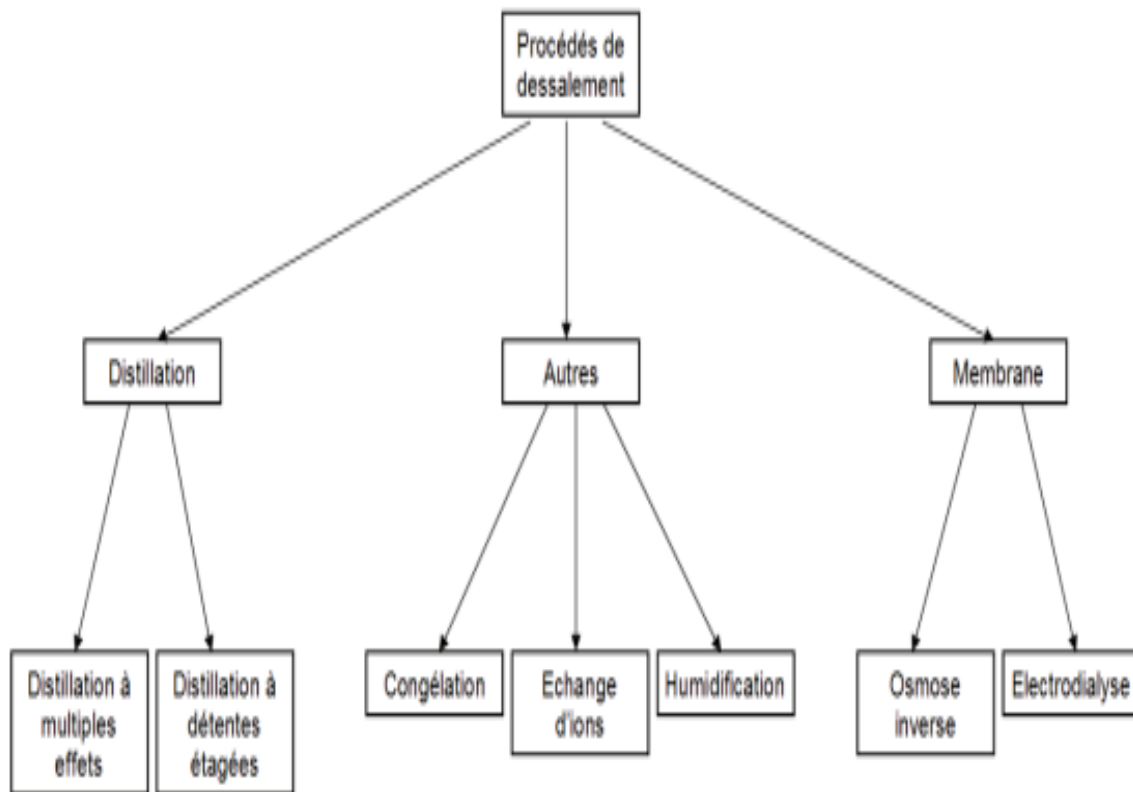 Procédés de
dessalement
Distillation
Autres
Membrane
Distillation à
multiples
effets
Distillation à
détentes
étagées
Congélation
Echange
d'ions
Humidification
Osmose
inverse
Electrodialyse